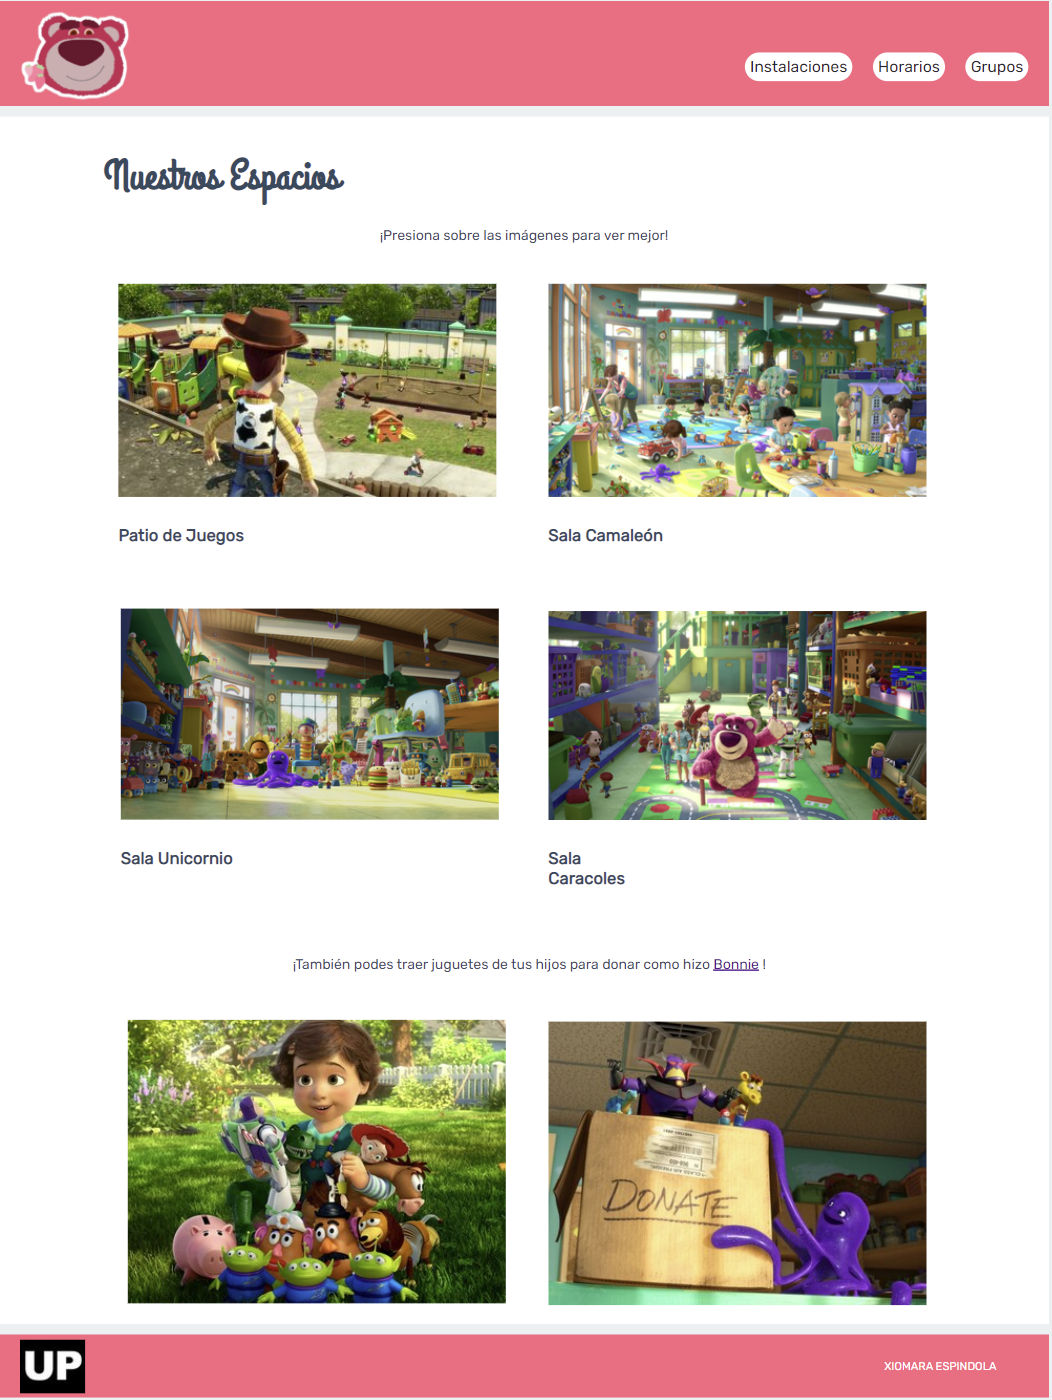 Instalaciones Horarios Grupos
Nuestros Espacios
¡Presiona sobre las imágenes para ver mejor!
Patio de Juegos
Sala Camaleón
Sala Unicornio
Sala
Caracoles
¡También podes traer juguetes de tus hijos para donar como hizo Bonnie !
DONATE
UP
XIOMARA ESPINDOLA